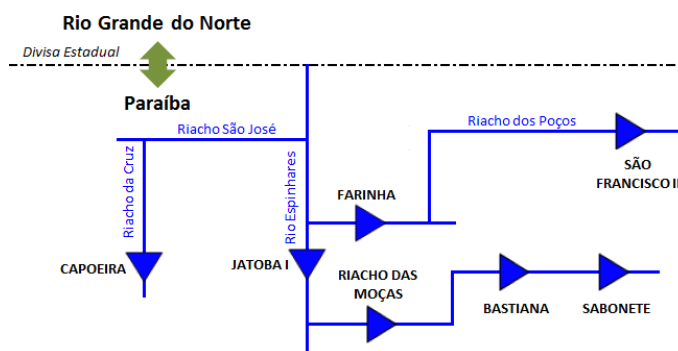 Rio Grande do Norte
Divisa Estadual
Paraíba
Riacho São José
Riacho dos Poços
Riacho da Cruz
Rio Espinhares
SÃO
FRANCISCO II
FARINHA
CAPOEIRA
JATOBA I
RIACHO DAS
MOÇAS
BASTIANA
SABONETE